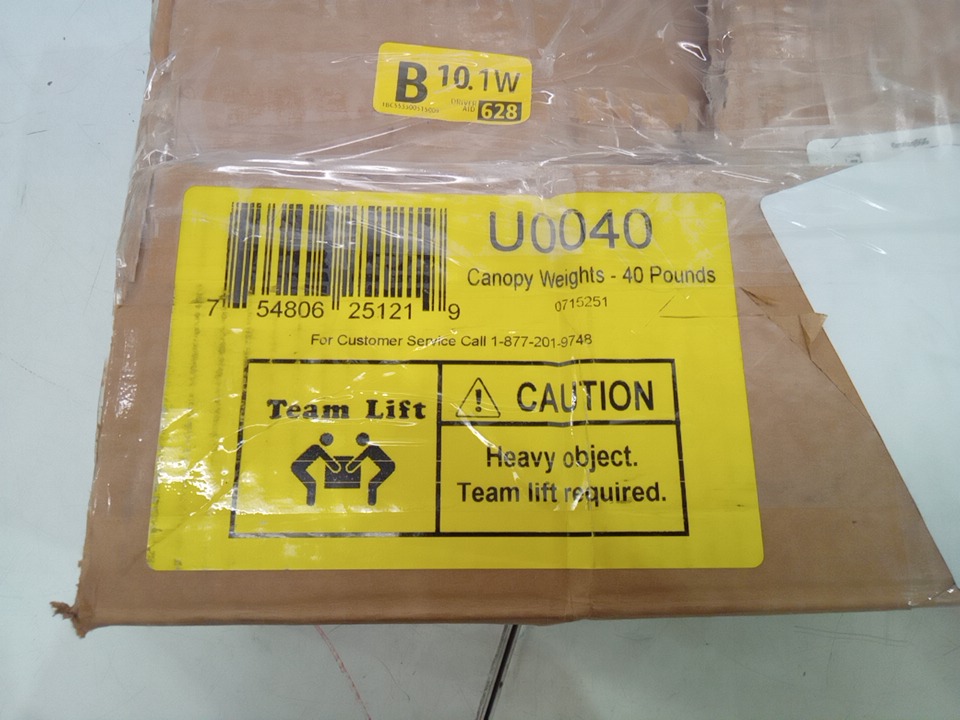 B 10.1W
DRIVER
AID 628
U0040
Canopy Weights - 40 Pounds
0715251
7 54806 25121 9
For Customer Service Call 1-877-201-9748
Team Lift
CAUTION
Heavy object.
Team lift required.